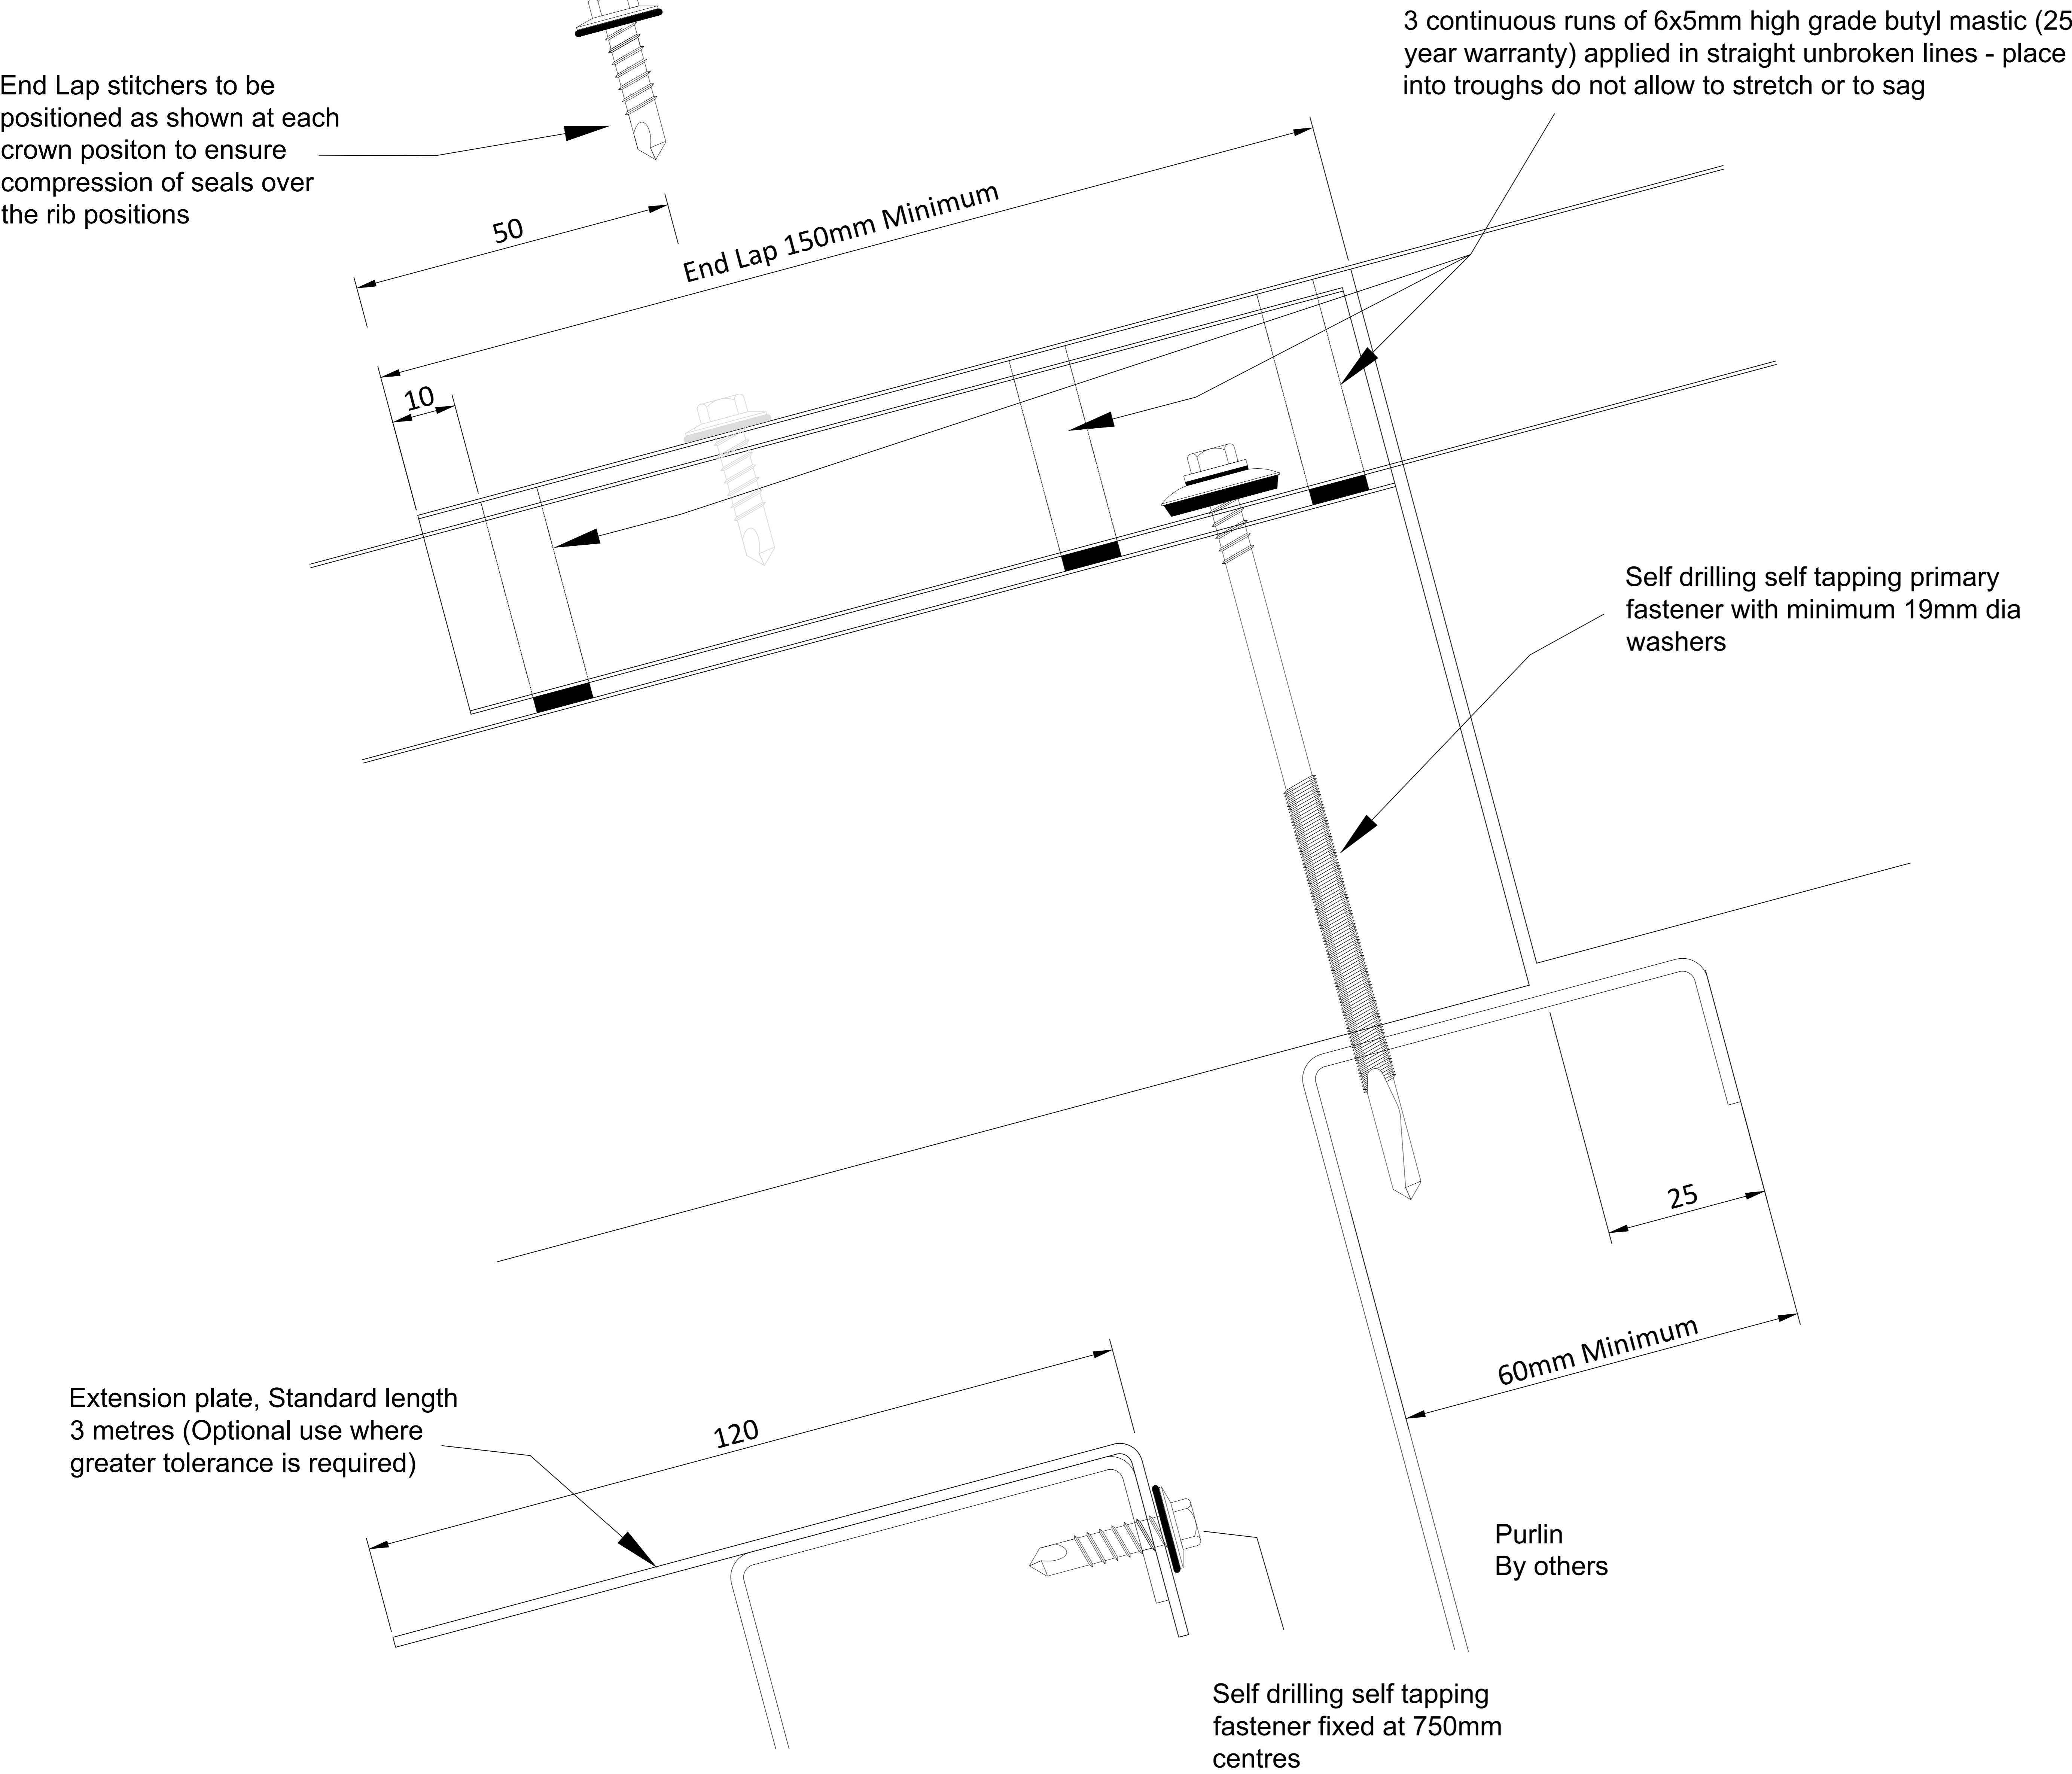 3 continuous runs of 6x5mm high grade butyl mastic (25
year warranty) applied in straight unbroken lines - place
into troughs do not allow to stretch or to sag
End Lap stitchers to be
positioned as shown at each
crown positon to ensure
compression of seals over
the rib positions
50
End Lap 150mm Minimum
10
Self drilling self tapping primary
fastener with minimum 19mm dia
washers
25
60mm Minimum
Extension plate, Standard length
3 metres (Optional use where
greater tolerance is required)
120
Purlin
By others
Self drilling self tapping
fastener fixed at 750mm
centres